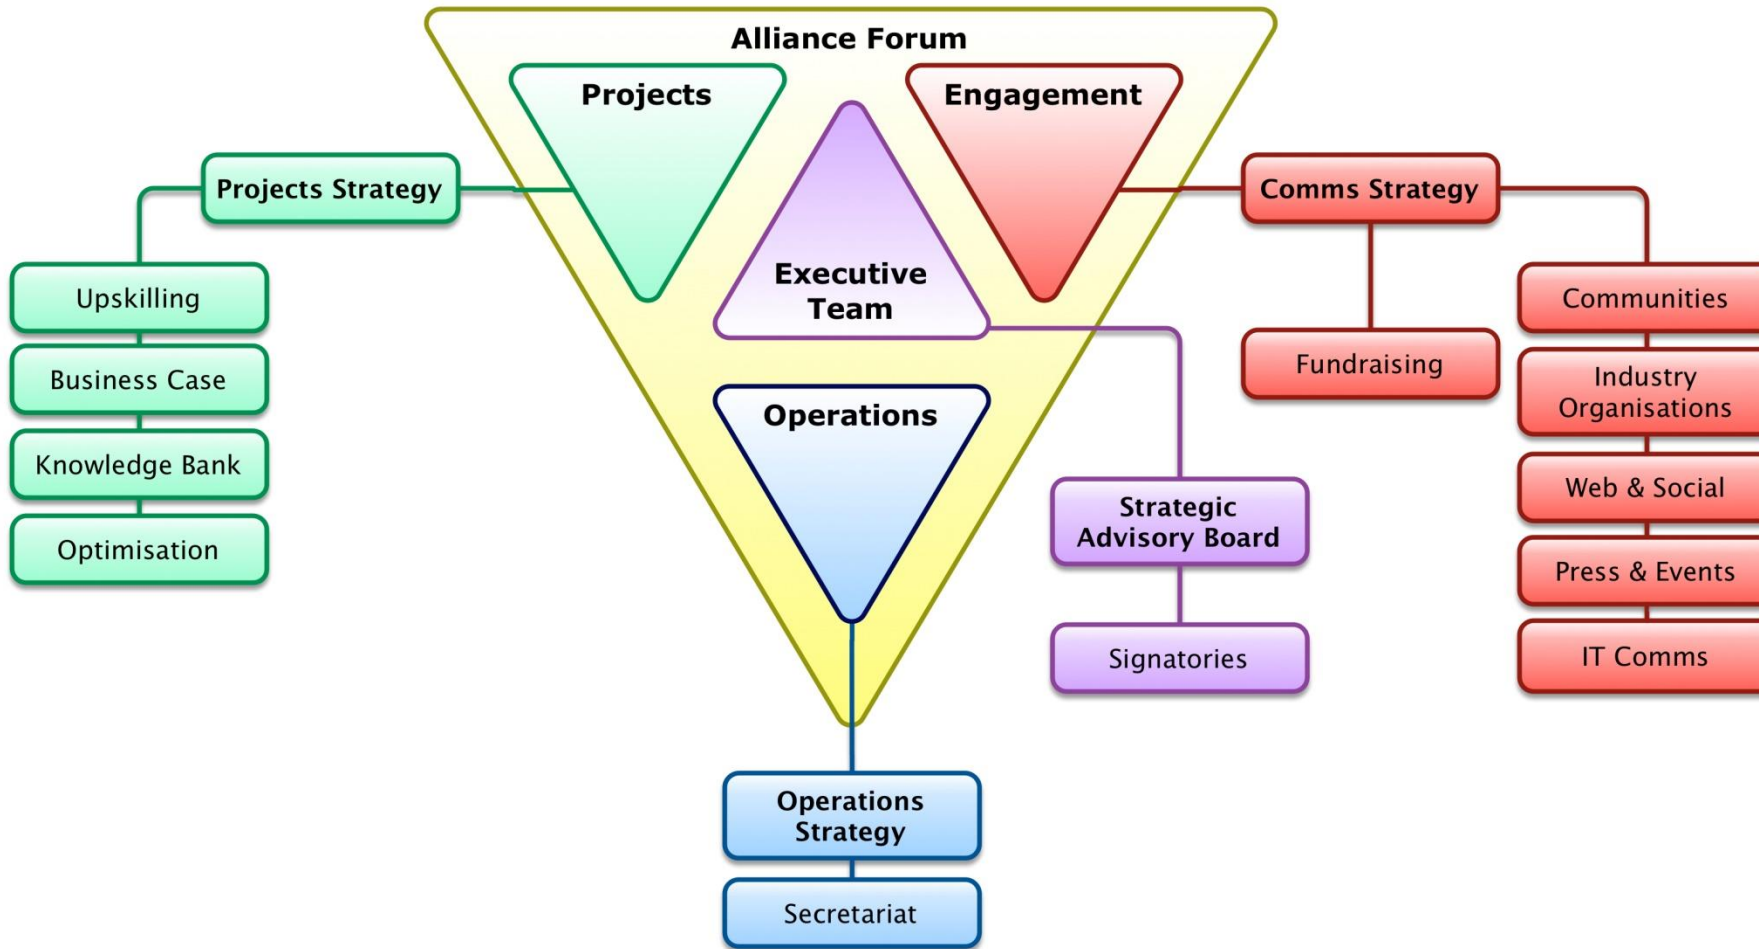 Alliance Forum
Projects
Engagement
Executive
Team
Operations
Projects Strategy
Upskilling
Business Case
Knowledge Bank
Optimisation
Comms Strategy
Fundraising
Communities
Industry
Organisations
Web & Social
Press & Events
IT Comms
Strategic
Advisory Board
Signatories
Operations
Strategy
Secretariat